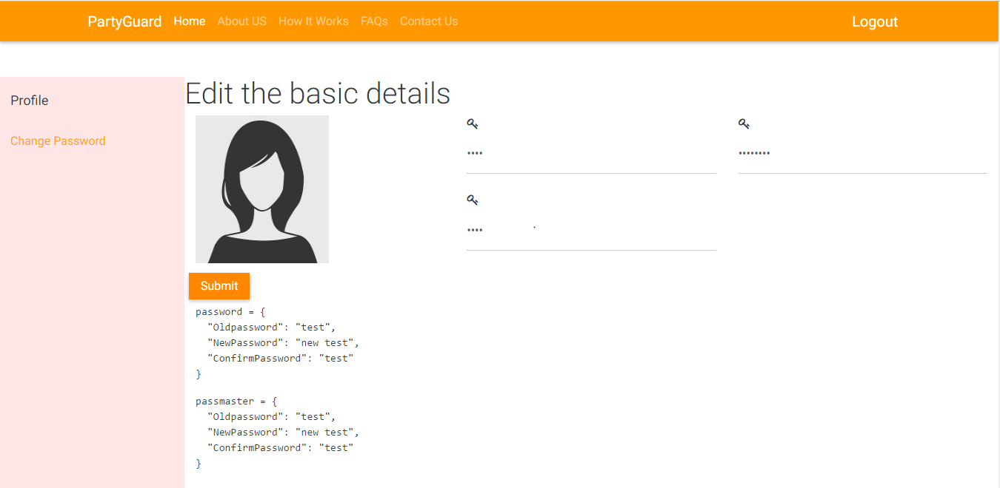 PartyGuard Home About US How It Works FAQs Contact Us Logout
Profile
Change Password
Edit the basic details
•••• ••••••••
••••
Submit
password = {
  "Oldpassword": "test",
  "NewPassword": "new test",
  "ConfirmPassword": "test"
}
passmaster = {
  "Oldpassword": "test",
  "NewPassword": "new test",
  "ConfirmPassword": "test"
}